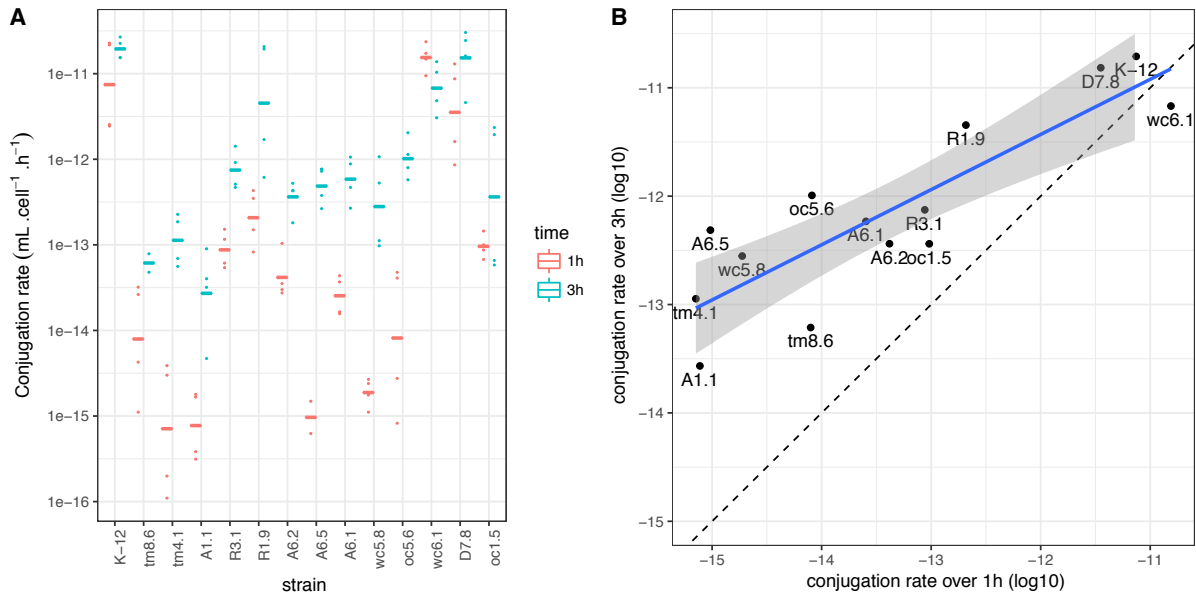 A
Conjugation rate (mL .cell⁻¹ .h⁻¹)
1e−11
1e−12
1e−13
1e−14
1e−15
1e−16
K−12
tm8.6
tm4.1
A1.1
R3.1
R1.9
A6.2
A6.5
A6.1
wc5.8
oc5.6
wc6.1
D7.8
oc1.5
strain
time
1h
3h
B
conjugation rate over 3h (log10)
−11
−12
−13
−14
−15
K−12
D7.8
wc6.1
R1.9
oc5.6
R3.1
A6.1
A6.5
A6.2
oc1.5
wc5.8
tm4.1
tm8.6
A1.1
−15
−14
−13
−12
−11
conjugation rate over 1h (log10)